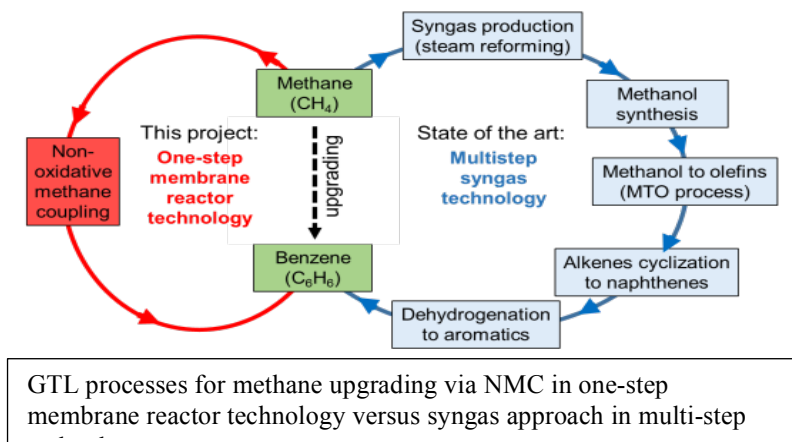 Syngas production
(steam reforming)
Methane
(CH₄)
Methanol
synthesis
This project:
One-step
membrane
reactor
technology
State of the art:
Multistep
syngas
technology
Non-
oxidative
methane
coupling
upgrading
Methanol to olefins
(MTO process)
Benzene
(C₆H₆)
Alkenes cyclization
to naphthenes
Dehydrogenation
to aromatics
GTL processes for methane upgrading via NMC in one-step
membrane reactor technology versus syngas approach in multi-step